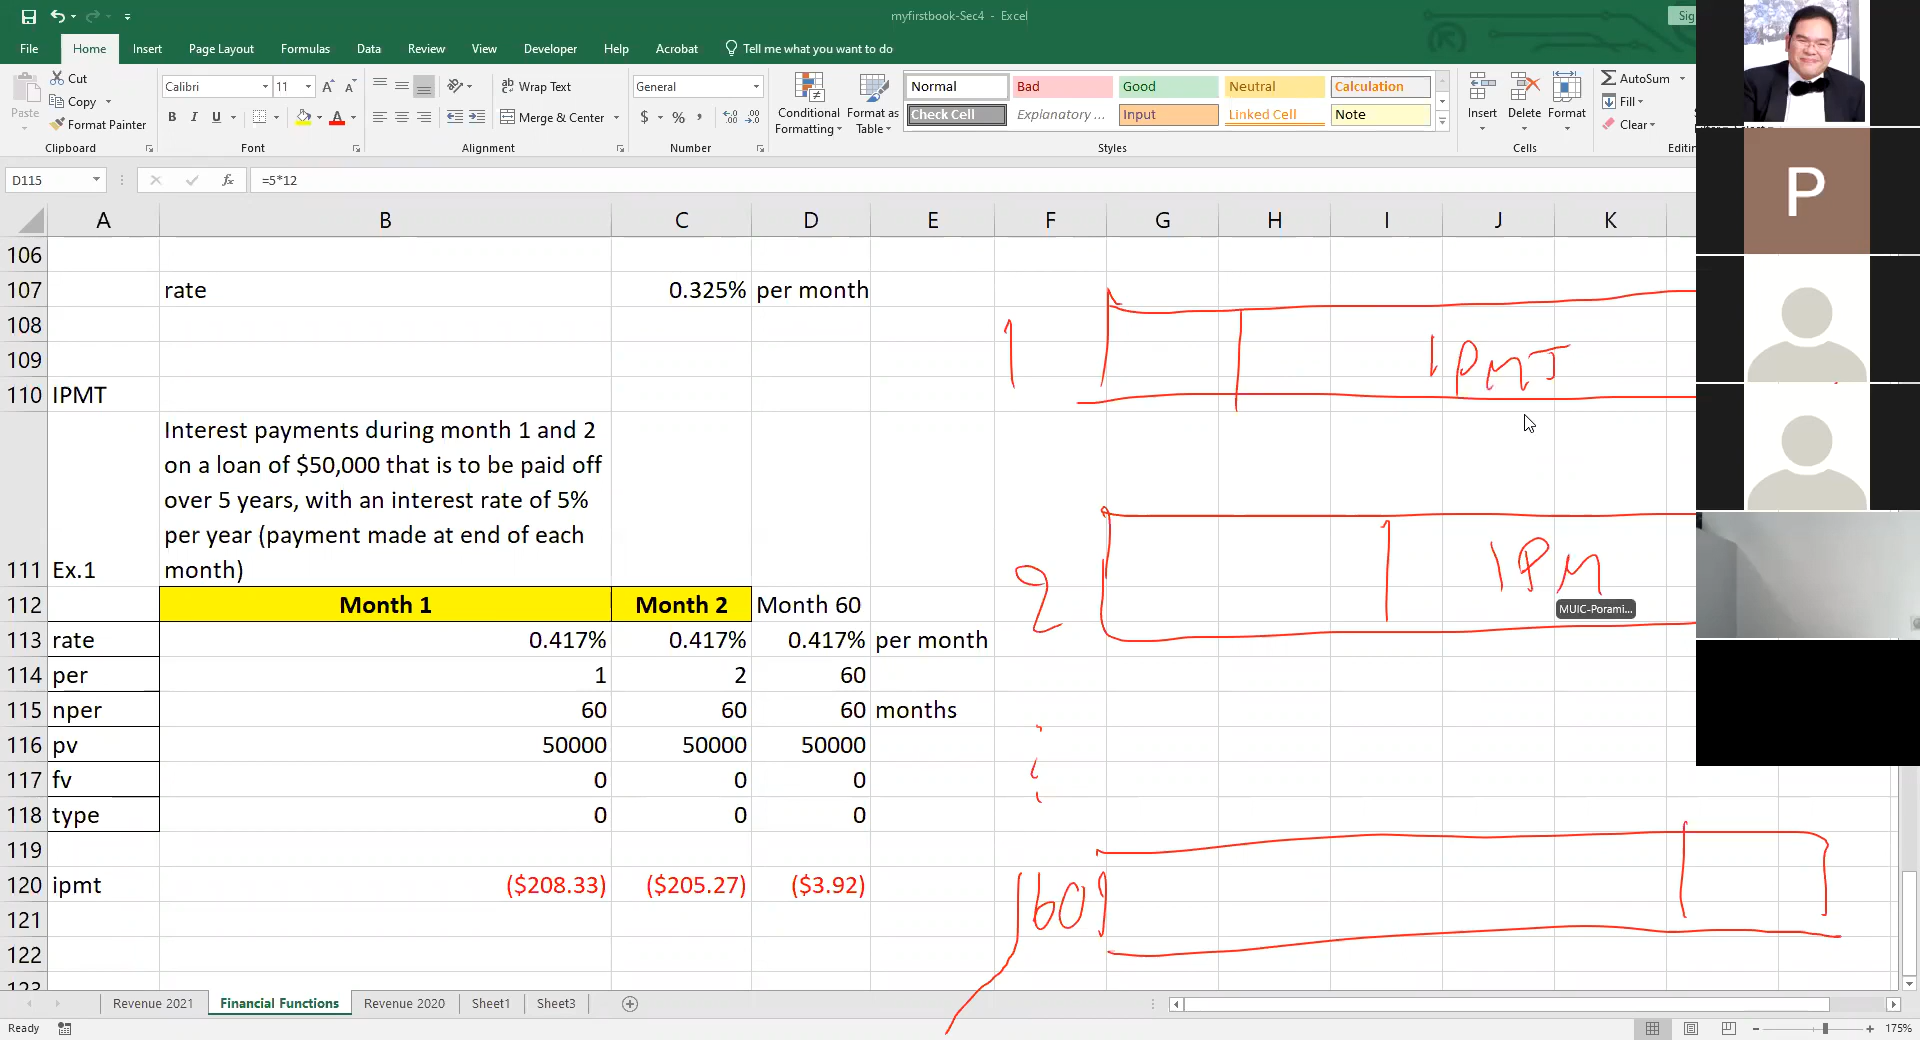 myfirstbook-Sec4 - Excel
Sig
File Home Insert Page Layout Formulas Data Review View Developer Help Acrobat Tell me what you want to do
Paste
Cut
Copy
Format Painter
Clipboard
Calibri 11 A A
B I U A
Font
Wrap Text
Merge & Center
Alignment
General
$ % ,
Number
Conditional Formatting
Format as Table
Normal Bad Good Neutral Calculation
Check Cell Explanatory ... Input Linked Cell Note
Styles
Insert Delete Format
Cells
AutoSum
Fill
Clear
Editin
D115 fx =5*12
A B C D E F G H I J K
106
107 rate 0.325% per month
108
109
110 IPMT
Interest payments during month 1 and 2
on a loan of $50,000 that is to be paid off
over 5 years, with an interest rate of 5%
per year (payment made at end of each
111 Ex.1 month)
112 Month 1 Month 2 Month 60
113 rate 0.417% 0.417% 0.417% per month
114 per 1 2 60
115 nper 60 60 60 months
116 pv 50000 50000 50000
117 fv 0 0 0
118 type 0 0 0
119
120 ipmt ($208.33) ($205.27) ($3.92)
121
122
123
1 IPMT
2 IPM
60
P
MUIC-Porami...
Revenue 2021 Financial Functions Revenue 2020 Sheet1 Sheet3
Ready 175%